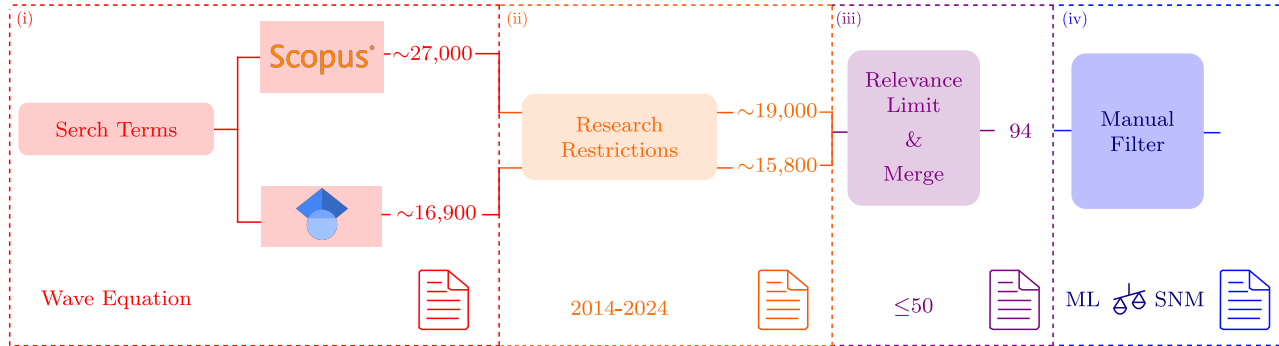 (i)
Serch Terms
Scopus®
~27,000
~16,900
Wave Equation
(ii)
Research
Restrictions
~19,000
~15,800
2014-2024
(iii)
Relevance
Limit
&
Merge
94
≤50
(iv)
Manual
Filter
ML
SNM